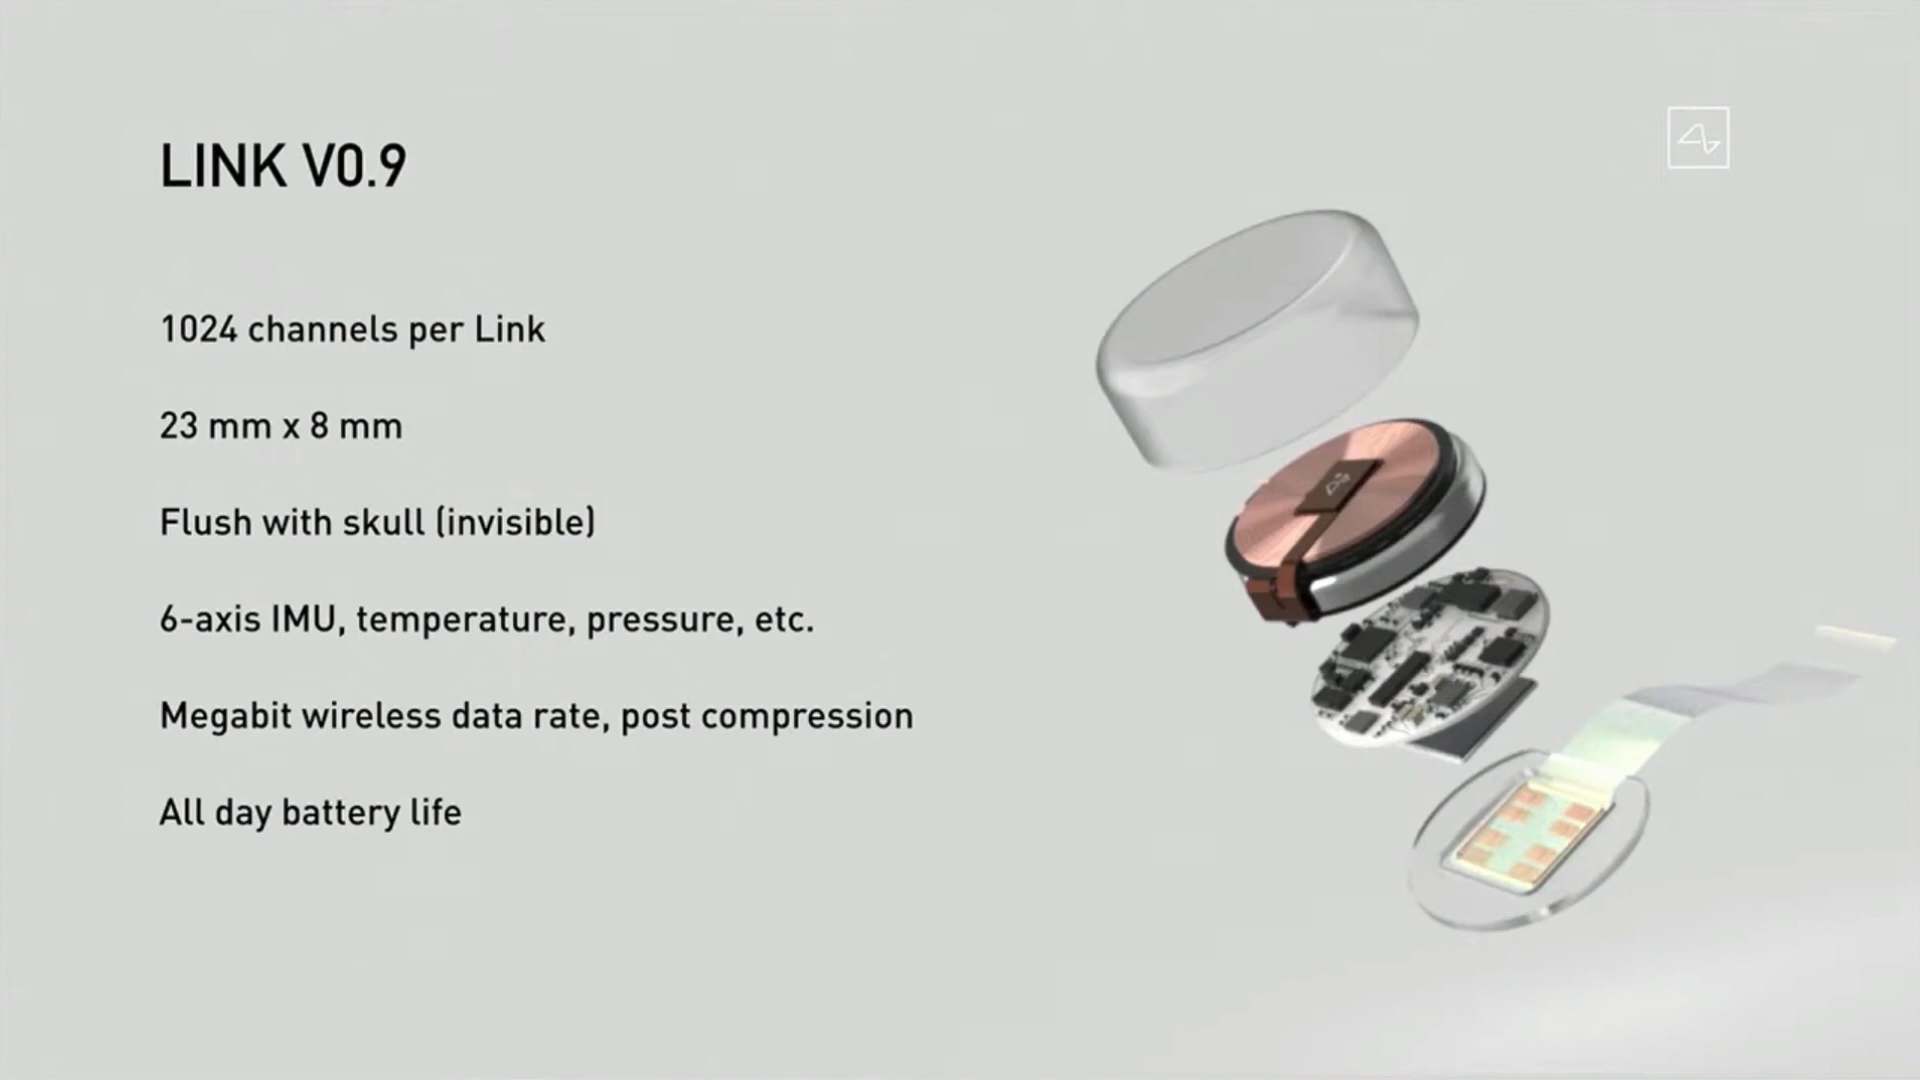 LINK V0.9
1024 channels per Link
23 mm x 8 mm
Flush with skull (invisible)
6-axis IMU, temperature, pressure, etc.
Megabit wireless data rate, post compression
All day battery life